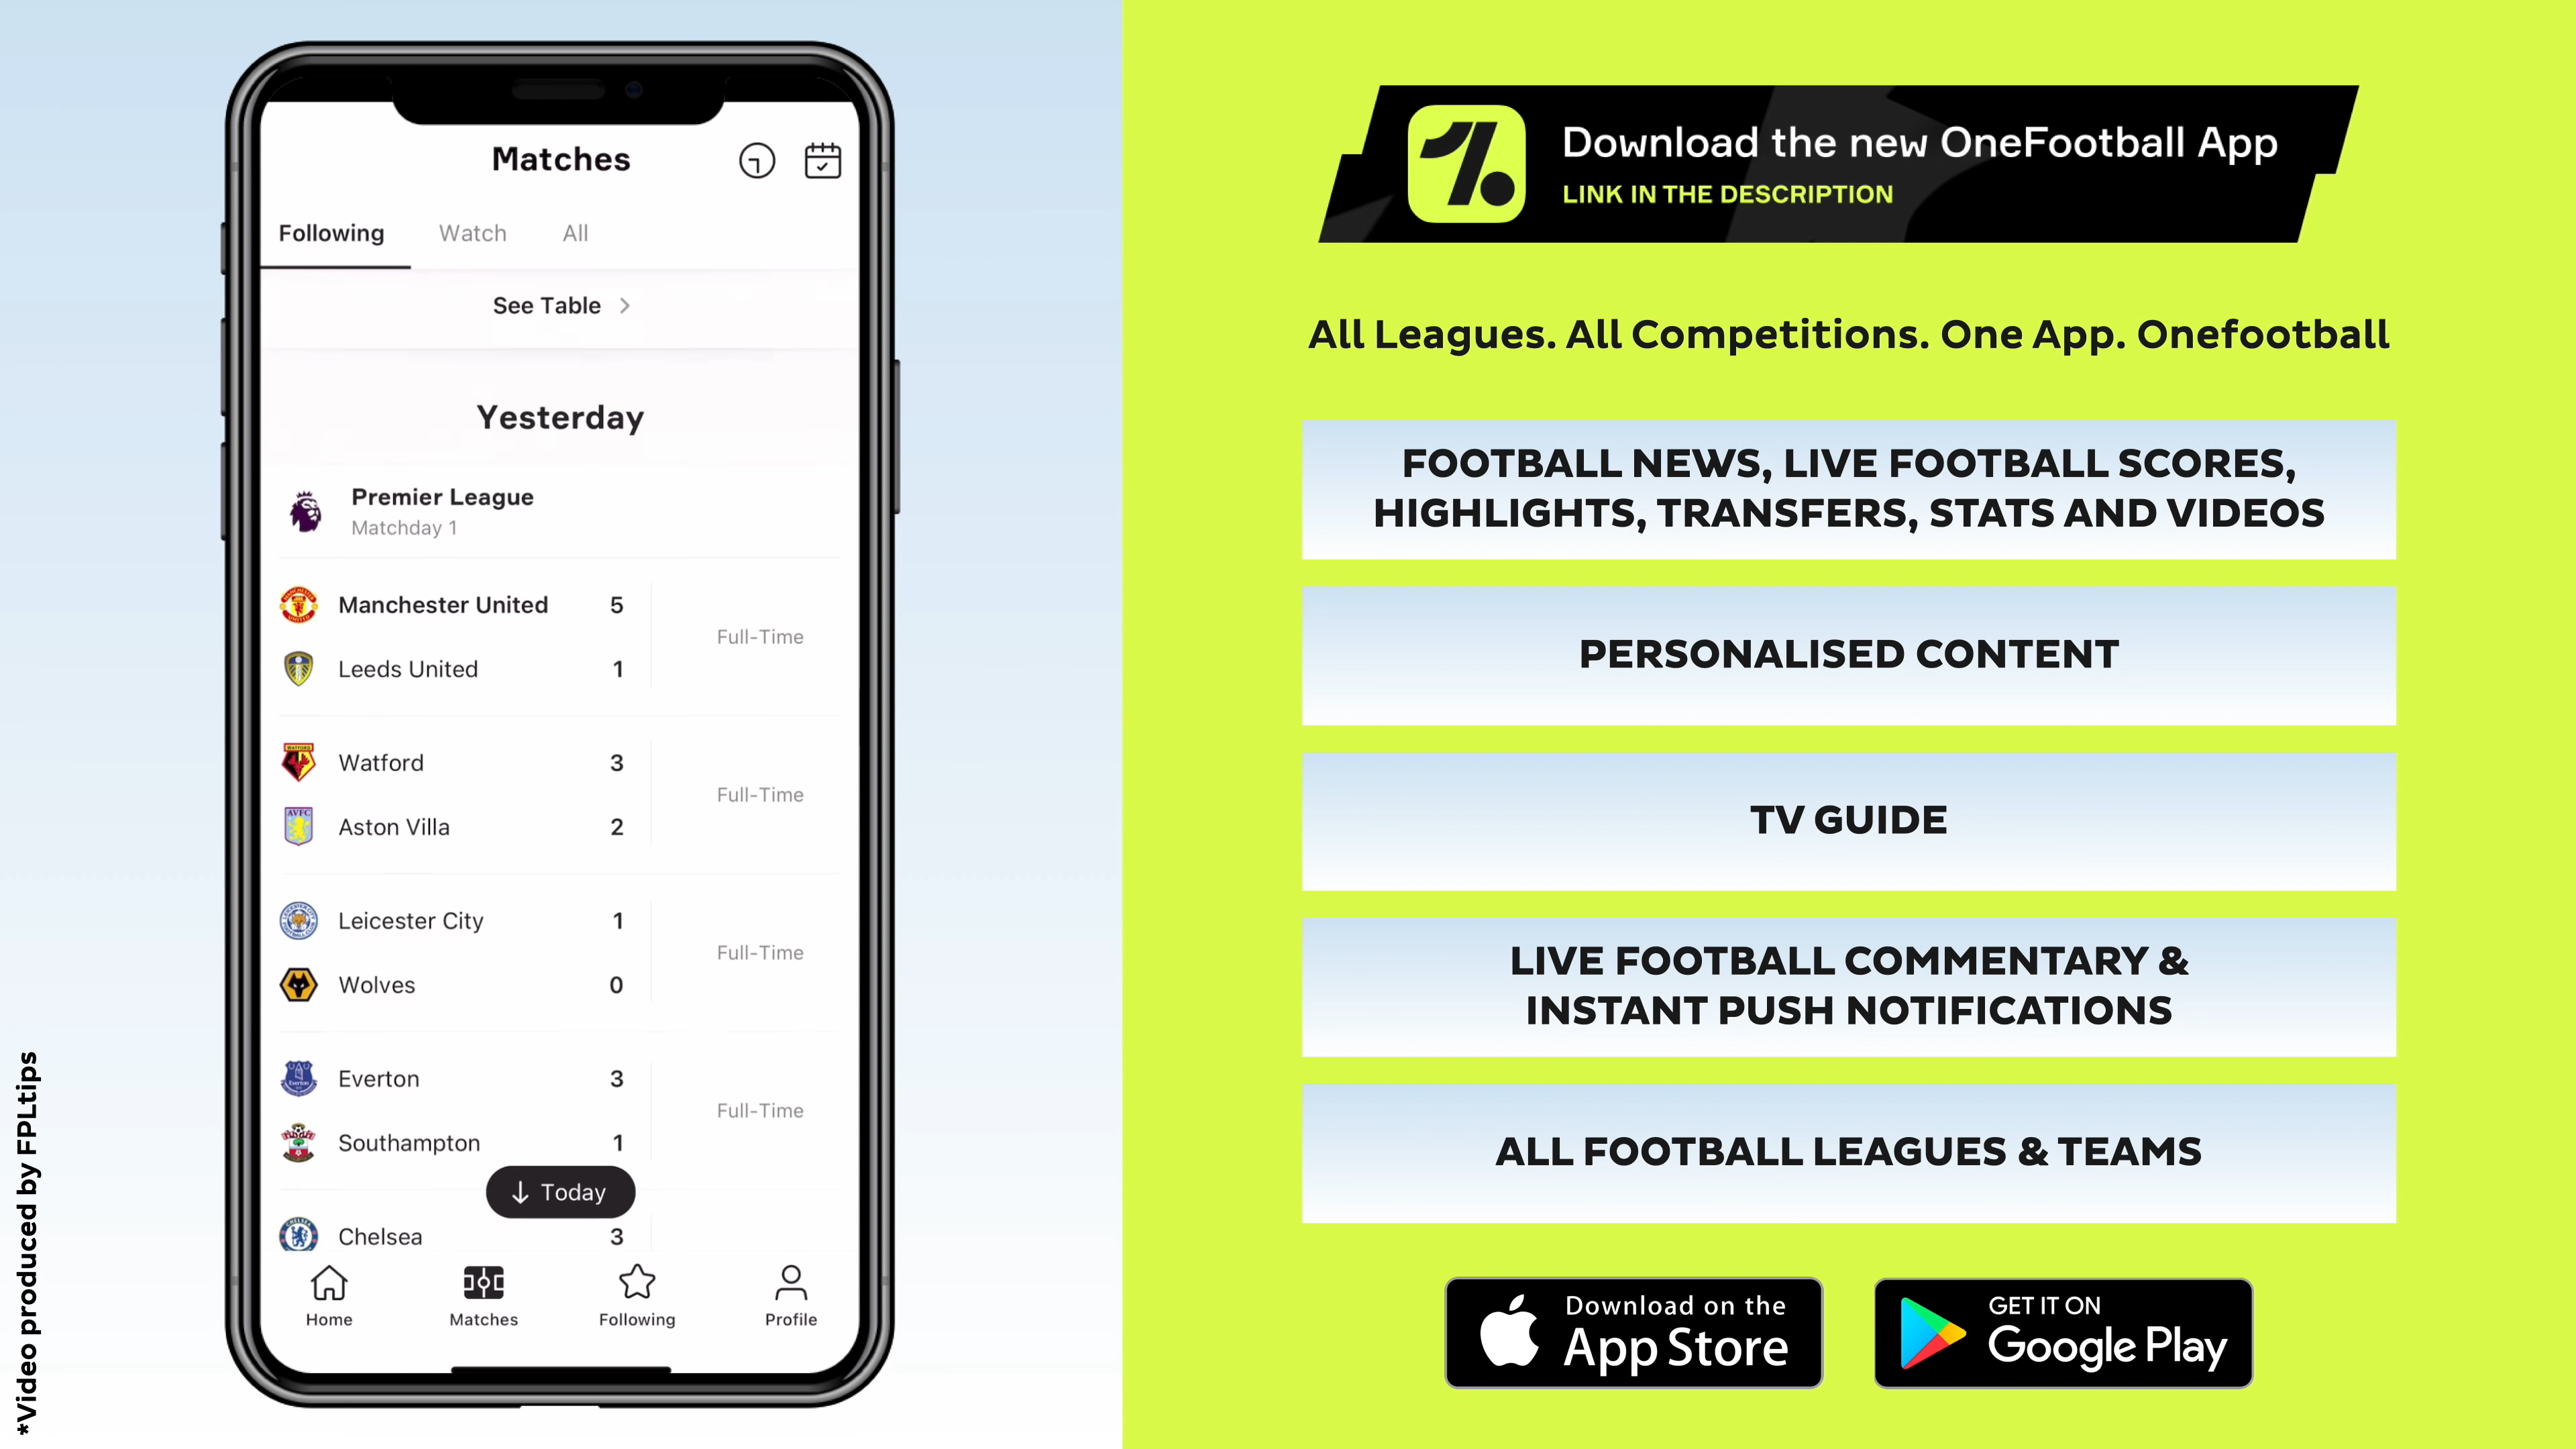 Matches
Following Watch All
See Table
Yesterday
Premier League
Matchday 1
Manchester United 5
Full-Time
Leeds United 1
Watford 3
Full-Time
Aston Villa 2
Leicester City 1
Full-Time
Wolves 0
Everton 3
Full-Time
Southampton 1
Today
Chelsea 3
Home Matches Following Profile
*Video produced by FPLtips
Download the new OneFootball App
LINK IN THE DESCRIPTION
All Leagues. All Competitions. One App. Onefootball
FOOTBALL NEWS, LIVE FOOTBALL SCORES,
HIGHLIGHTS, TRANSFERS, STATS AND VIDEOS
PERSONALISED CONTENT
TV GUIDE
LIVE FOOTBALL COMMENTARY &
INSTANT PUSH NOTIFICATIONS
ALL FOOTBALL LEAGUES & TEAMS
Download on the
App Store
GET IT ON
Google Play